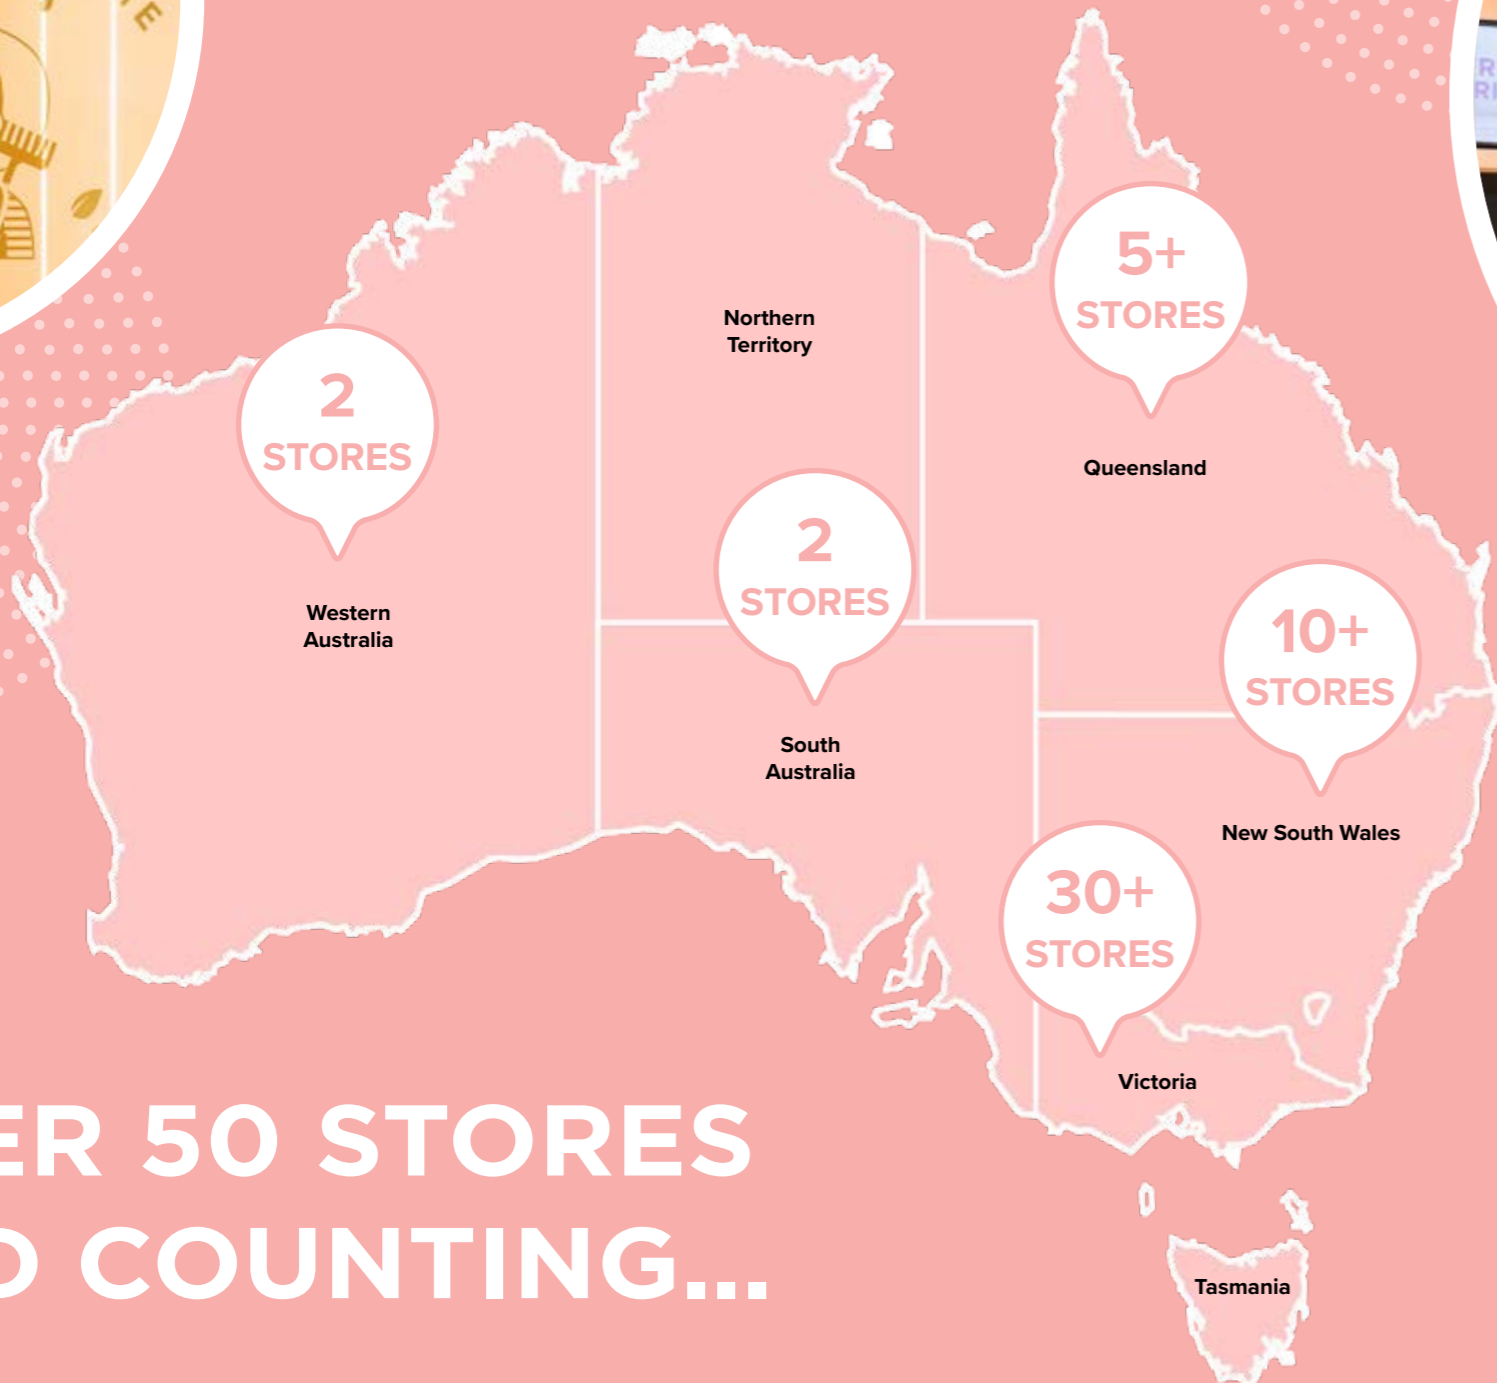 5+
STORES
Northern
Territory
2
STORES
Queensland
2
STORES
Western
Australia
10+
STORES
South
Australia
New South Wales
30+
STORES
Victoria
ER 50 STORES
D COUNTING...
Tasmania